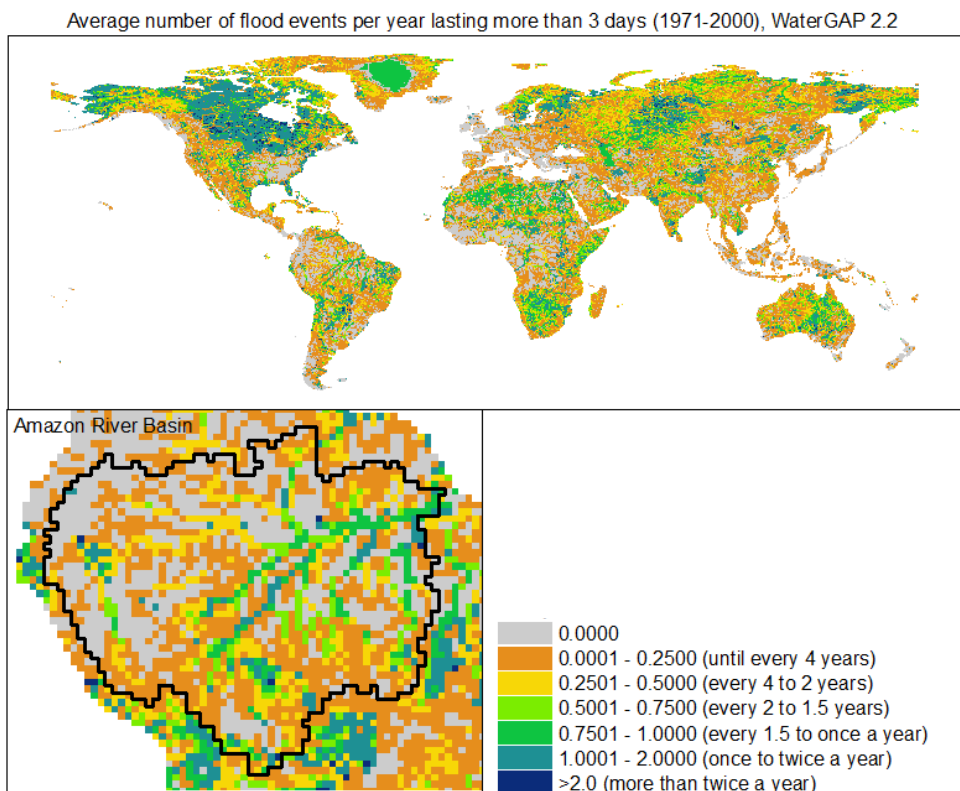 Average number of flood events per year lasting more than 3 days (1971-2000), WaterGAP 2.2
Amazon River Basin
0.0000
0.0001 - 0.2500 (until every 4 years)
0.2501 - 0.5000 (every 4 to 2 years)
0.5001 - 0.7500 (every 2 to 1.5 years)
0.7501 - 1.0000 (every 1.5 to once a year)
1.0001 - 2.0000 (once to twice a year)
>2.0 (more than twice a year)